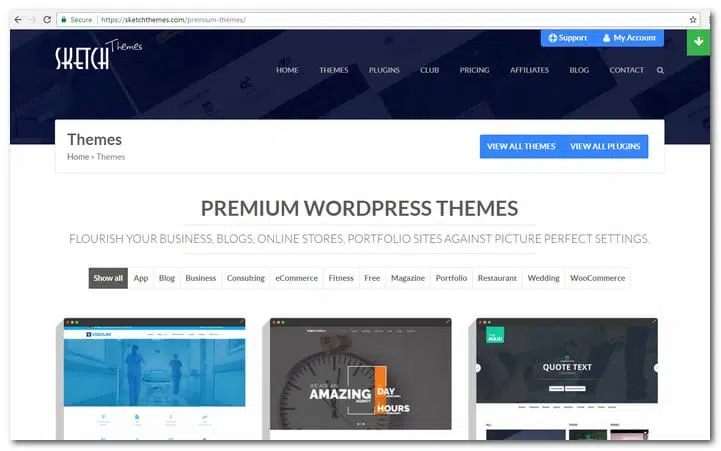 Secure https://sketchthemes.com/premium-themes/
Support My Account
SKETCH Themes
HOME THEMES PLUGINS CLUB PRICING AFFILIATES BLOG CONTACT
Themes
Home » Themes
VIEW ALL THEMES VIEW ALL PLUGINS
PREMIUM WORDPRESS THEMES
FLOURISH YOUR BUSINESS, BLOGS, ONLINE STORES, PORTFOLIO SITES AGAINST PICTURE PERFECT SETTINGS.
Show all App Blog Business Consulting eCommerce Fitness Free Magazine Portfolio Restaurant Wedding WooCommerce
THE MAXI
QUOTE TEXT
WE ARE AN
AMAZING
AGENCY
DAY
HOURS